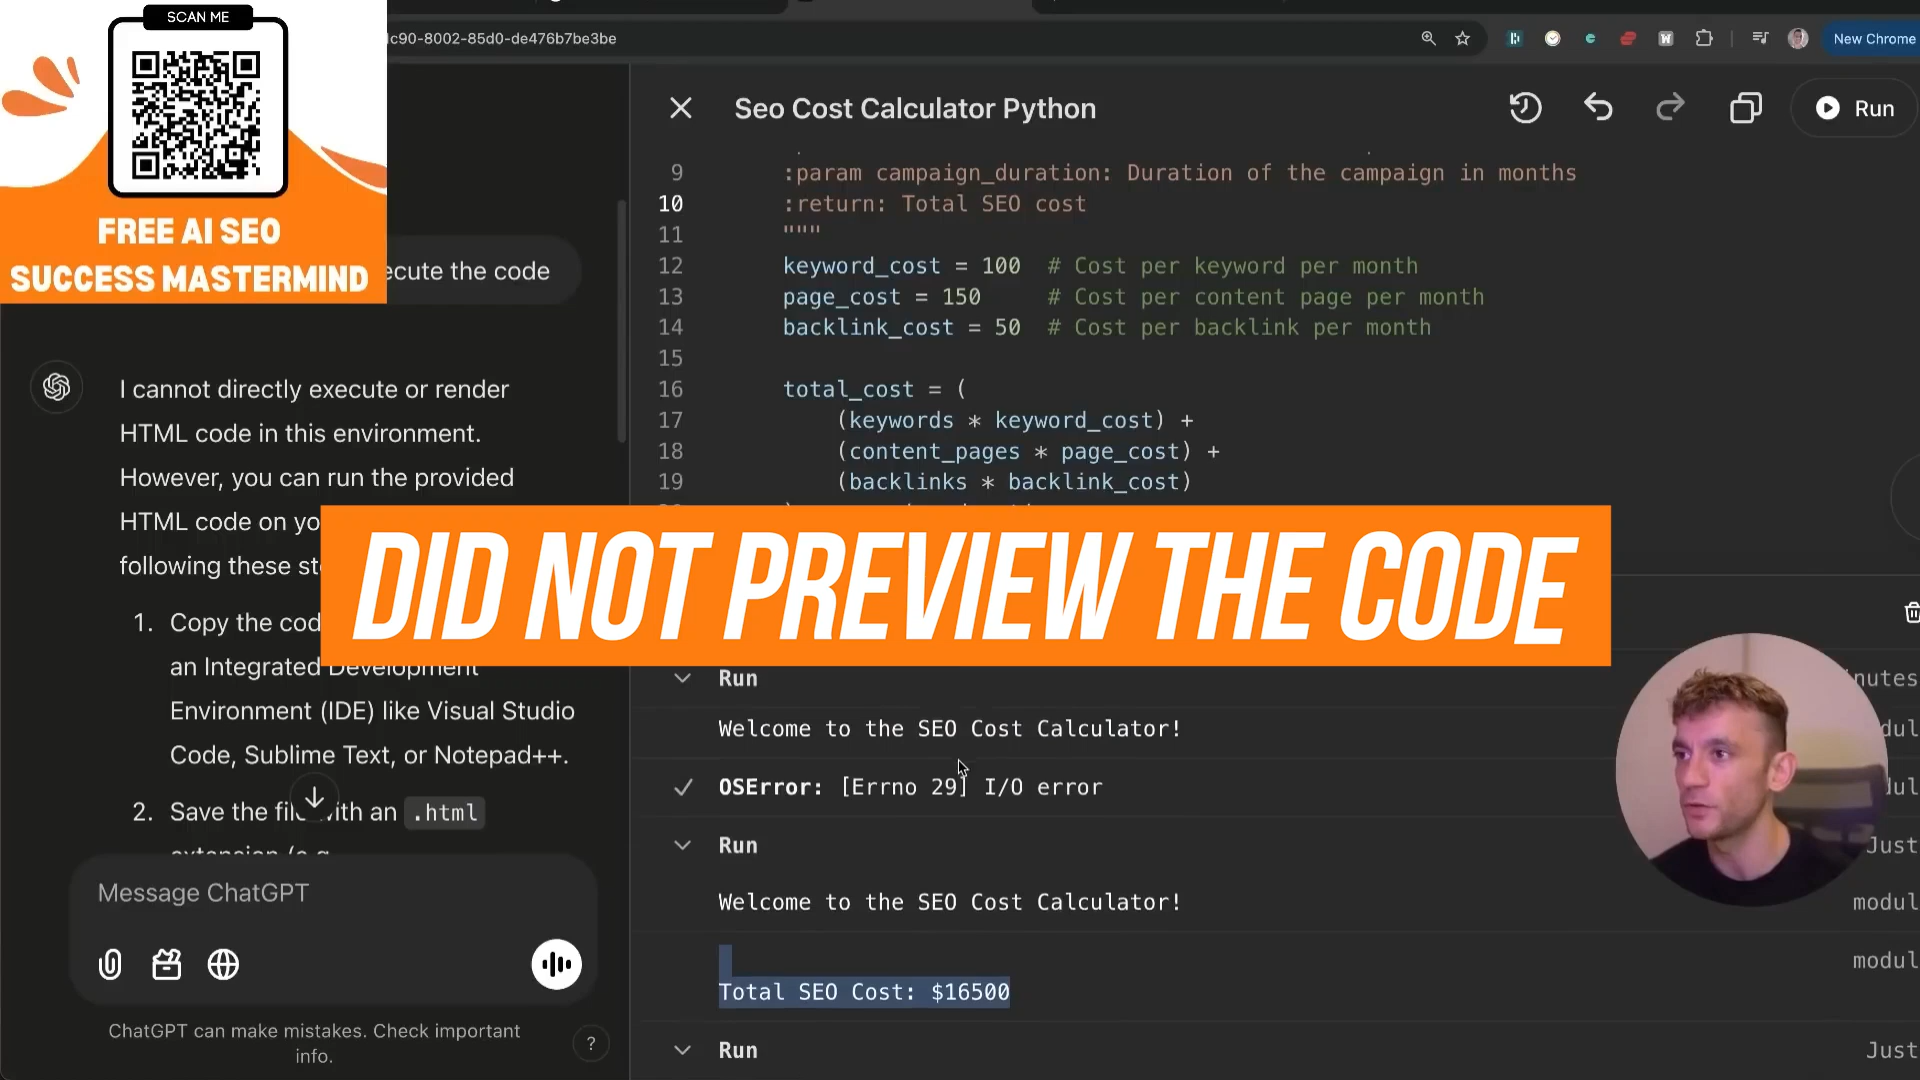 SCAN ME
FREE AI SEO
SUCCESS MASTERMIND
lc90-8002-85d0-de476b7be3be
New Chrome
ecute the code
I cannot directly execute or render
HTML code in this environment.
However, you can run the provided
HTML code on yo
following these st
1. Copy the cod
an Integrated Development
Environment (IDE) like Visual Studio
Code, Sublime Text, or Notepad++.
2. Save the file with an .html
Message ChatGPT
ChatGPT can make mistakes. Check important
info.
?
Seo Cost Calculator Python
Run
9 :param campaign_duration: Duration of the campaign in months
10 :return: Total SEO cost
11 """
12 keyword_cost = 100 # Cost per keyword per month
13 page_cost = 150 # Cost per content page per month
14 backlink_cost = 50 # Cost per backlink per month
15
16 total_cost = (
17 (keywords * keyword_cost) +
18 (content_pages * page_cost) +
19 (backlinks * backlink_cost)
DID NOT PREVIEW THE CODE
Run nutes
Welcome to the SEO Cost Calculator!
OSError: [Errno 29] I/O error
Run Just
Welcome to the SEO Cost Calculator! modul
modul
Total SEO Cost: $16500
Run Just